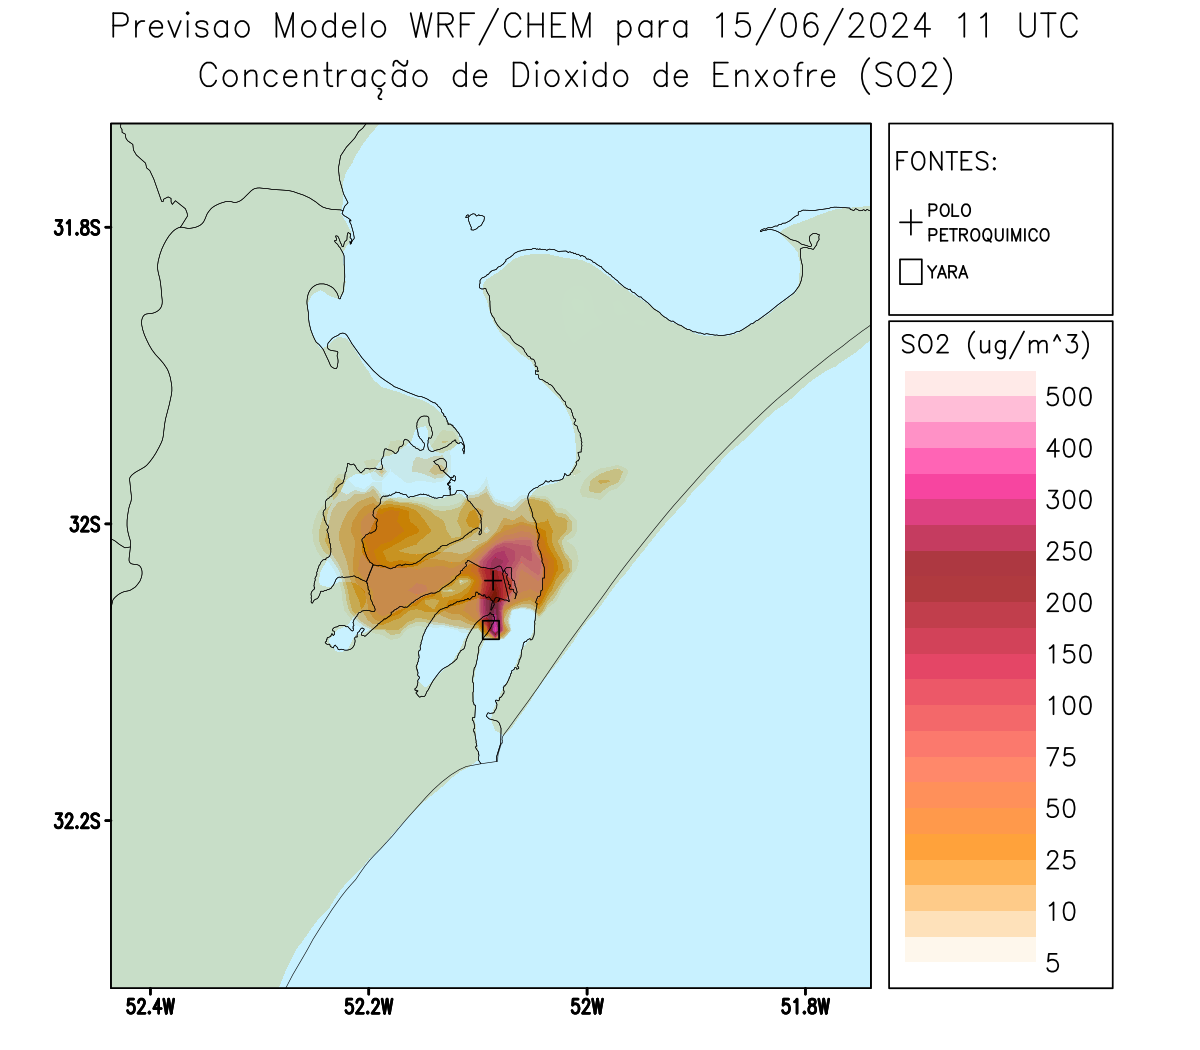 Previsao Modelo WRF/CHEM para 15/06/2024 11 UTC
Concentração de Dioxido de Enxofre (SO2)
FONTES:
POLO
PETROQUIMICO
YARA
SO2 (ug/m^3)
500
400
300
250
200
150
100
75
50
25
10
5
31.8S
32S
32.2S
52.4W
52.2W
52W
51.8W